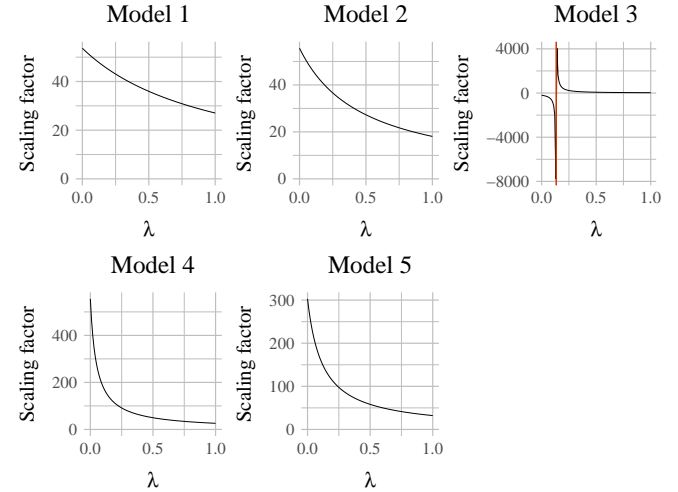 Model 1
Scaling factor
40
20
0
0.0 0.5 1.0
λ
Model 2
Scaling factor
40
20
0
0.0 0.5 1.0
λ
Model 3
Scaling factor
4000
0
−4000
−8000
0.0 0.5 1.0
λ
Model 4
Scaling factor
400
200
0
0.0 0.5 1.0
λ
Model 5
Scaling factor
300
200
100
0
0.0 0.5 1.0
λ